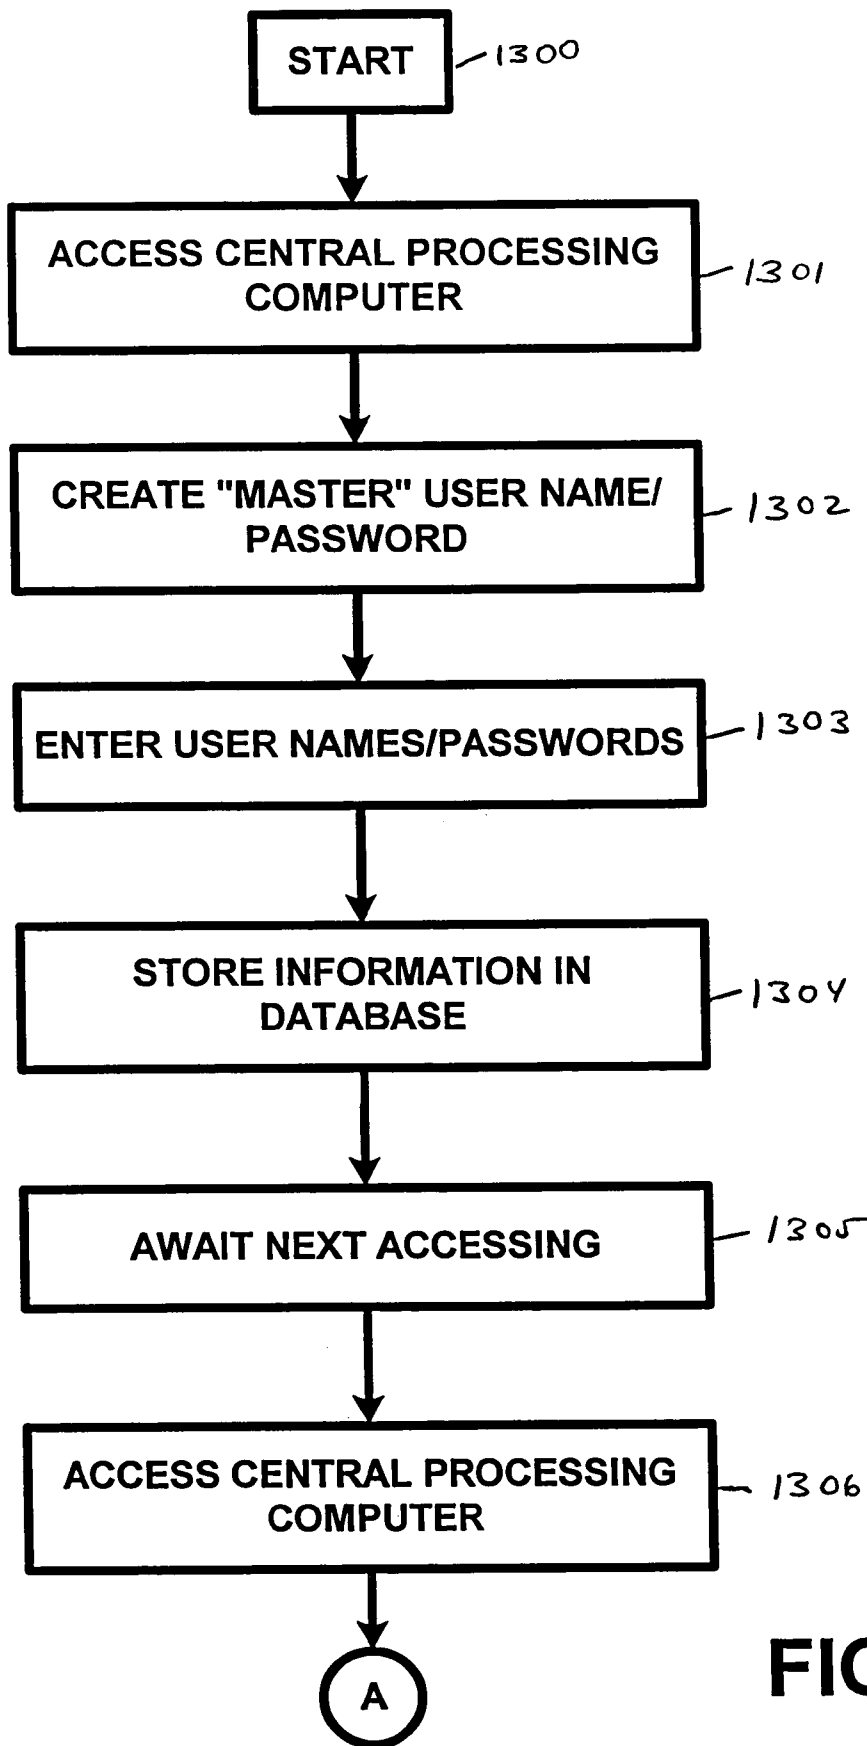 START
1300
ACCESS CENTRAL PROCESSING
COMPUTER
1301
CREATE "MASTER" USER NAME/
PASSWORD
1302
ENTER USER NAMES/PASSWORDS
1303
STORE INFORMATION IN
DATABASE
1304
AWAIT NEXT ACCESSING
1305
ACCESS CENTRAL PROCESSING
COMPUTER
1306
A